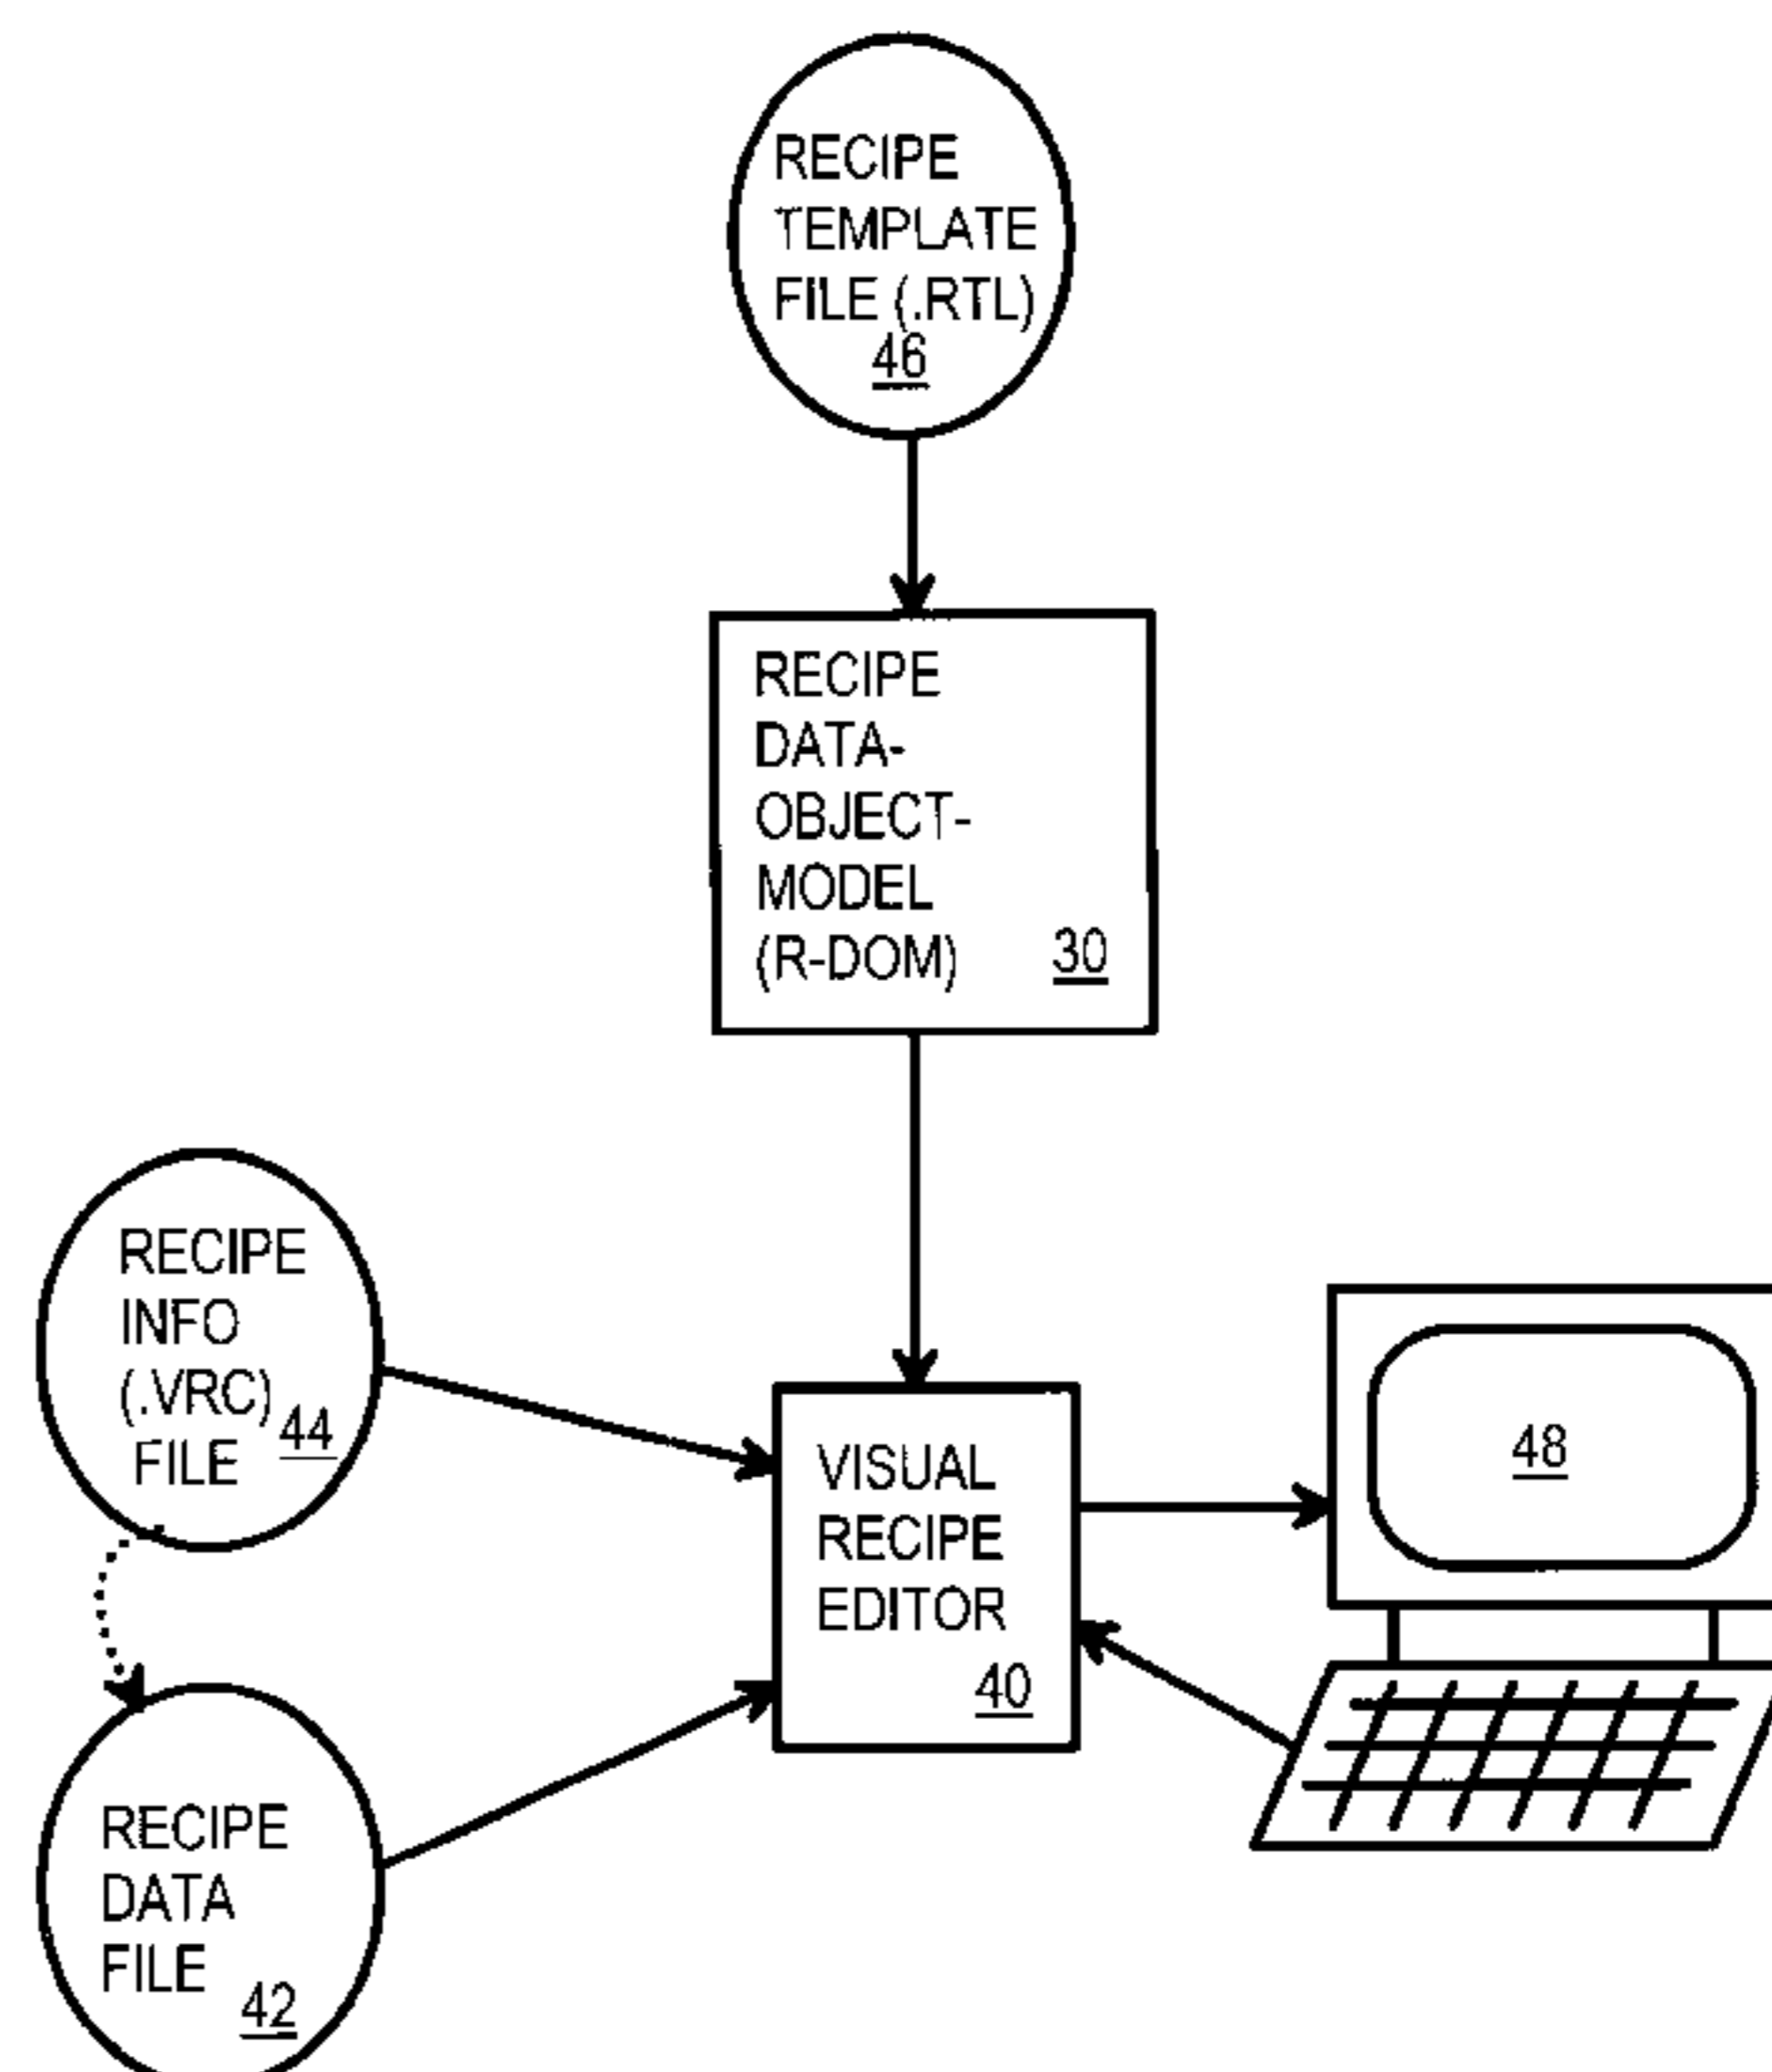 RECIPE
TEMPLATE
FILE (.RTL)
46
RECIPE
DATA-
OBJECT-
MODEL
(R-DOM)
30
RECIPE
INFO
(.VRC)
44
FILE
VISUAL
RECIPE
EDITOR
40
48
RECIPE
DATA
FILE
42